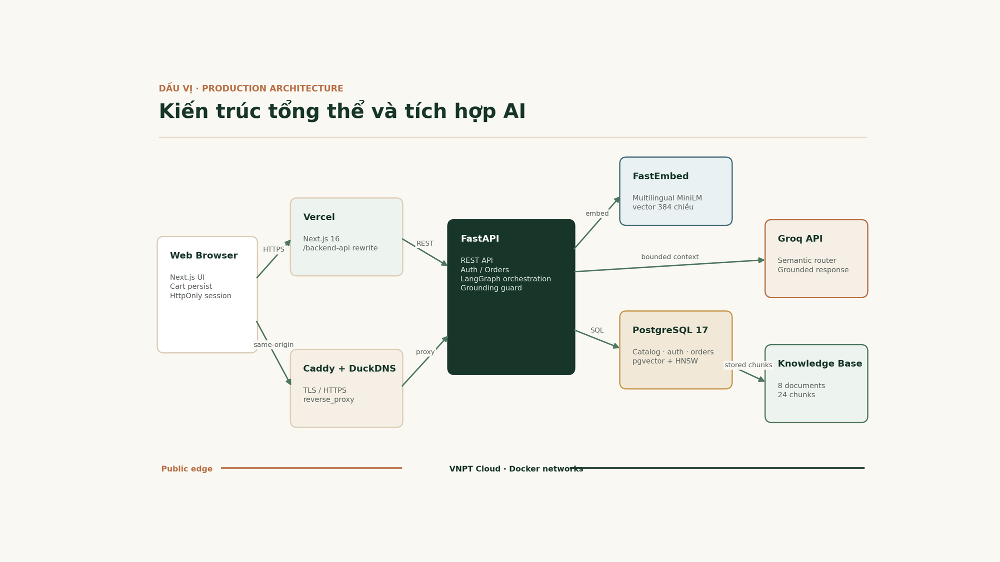 DẤU VỊ · PRODUCTION ARCHITECTURE
Kiến trúc tổng thể và tích hợp AI
Web Browser
Next.js UI
Cart persist
HttpOnly session
HTTPS
same-origin
Vercel
Next.js 16
/backend-api rewrite
Caddy + DuckDNS
TLS / HTTPS
reverse_proxy
REST
proxy
FastAPI
REST API
Auth / Orders
LangGraph orchestration
Grounding guard
embed
bounded context
SQL
FastEmbed
Multilingual MiniLM
vector 384 chiều
Groq API
Semantic router
Grounded response
PostgreSQL 17
Catalog · auth · orders
pgvector + HNSW
stored chunks
Knowledge Base
8 documents
24 chunks
Public edge
VNPT Cloud · Docker networks